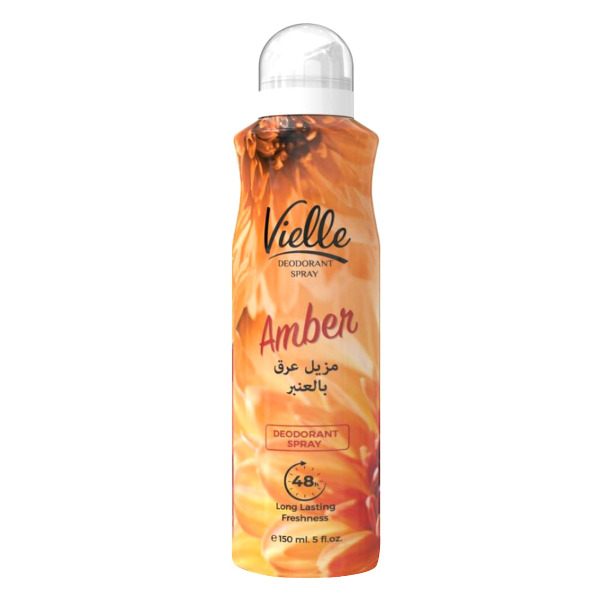 Vielle
DEODORANT
SPRAY
Amber
مزيل عرق
بالعنبر
DEODORANT
SPRAY
48h
Long Lasting
Freshness
℮ 150 ml. 5 fl.oz.